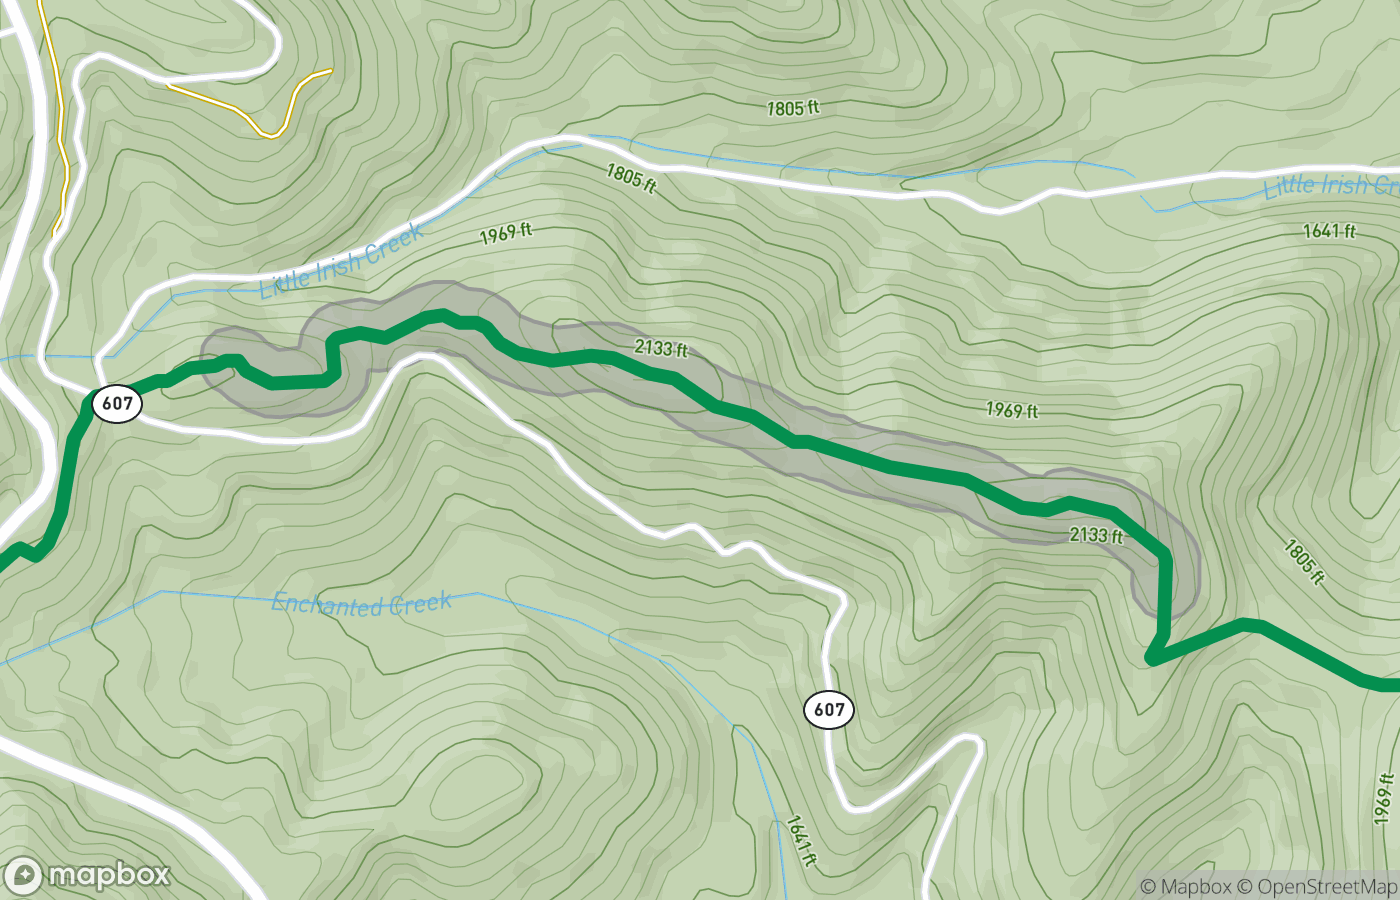 1805 ft
1805 ft
Little Irish Cre
1969 ft
1641 ft
Little Irish Creek
2133 ft
607
1969 ft
2133 ft
1805 ft
Enchanted Creek
607
1969 ft
1641 ft
mapbox
© Mapbox © OpenStreetMap